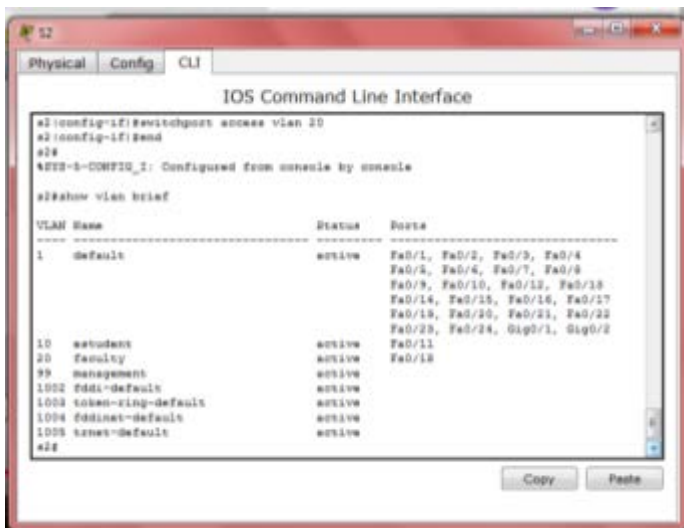 S2
Physical Config CLI
IOS Command Line Interface
s2(config-if)#switchport access vlan 20
s2(config-if)#end
s2#
%SYS-5-CONFIG_I: Configured from console by console
s2#show vlan brief
VLAN Name Status Ports
1 default active Fa0/1, Fa0/2, Fa0/3, Fa0/4
Fa0/5, Fa0/6, Fa0/7, Fa0/8
Fa0/9, Fa0/10, Fa0/12, Fa0/13
Fa0/14, Fa0/15, Fa0/16, Fa0/17
Fa0/19, Fa0/20, Fa0/21, Fa0/22
Fa0/23, Fa0/24, Gig0/1, Gig0/2
10 estudent active Fa0/11
20 faculty active Fa0/18
99 management active
1002 fddi-default active
1003 token-ring-default active
1004 fddinet-default active
1005 trnet-default active
s2#
Copy Paste